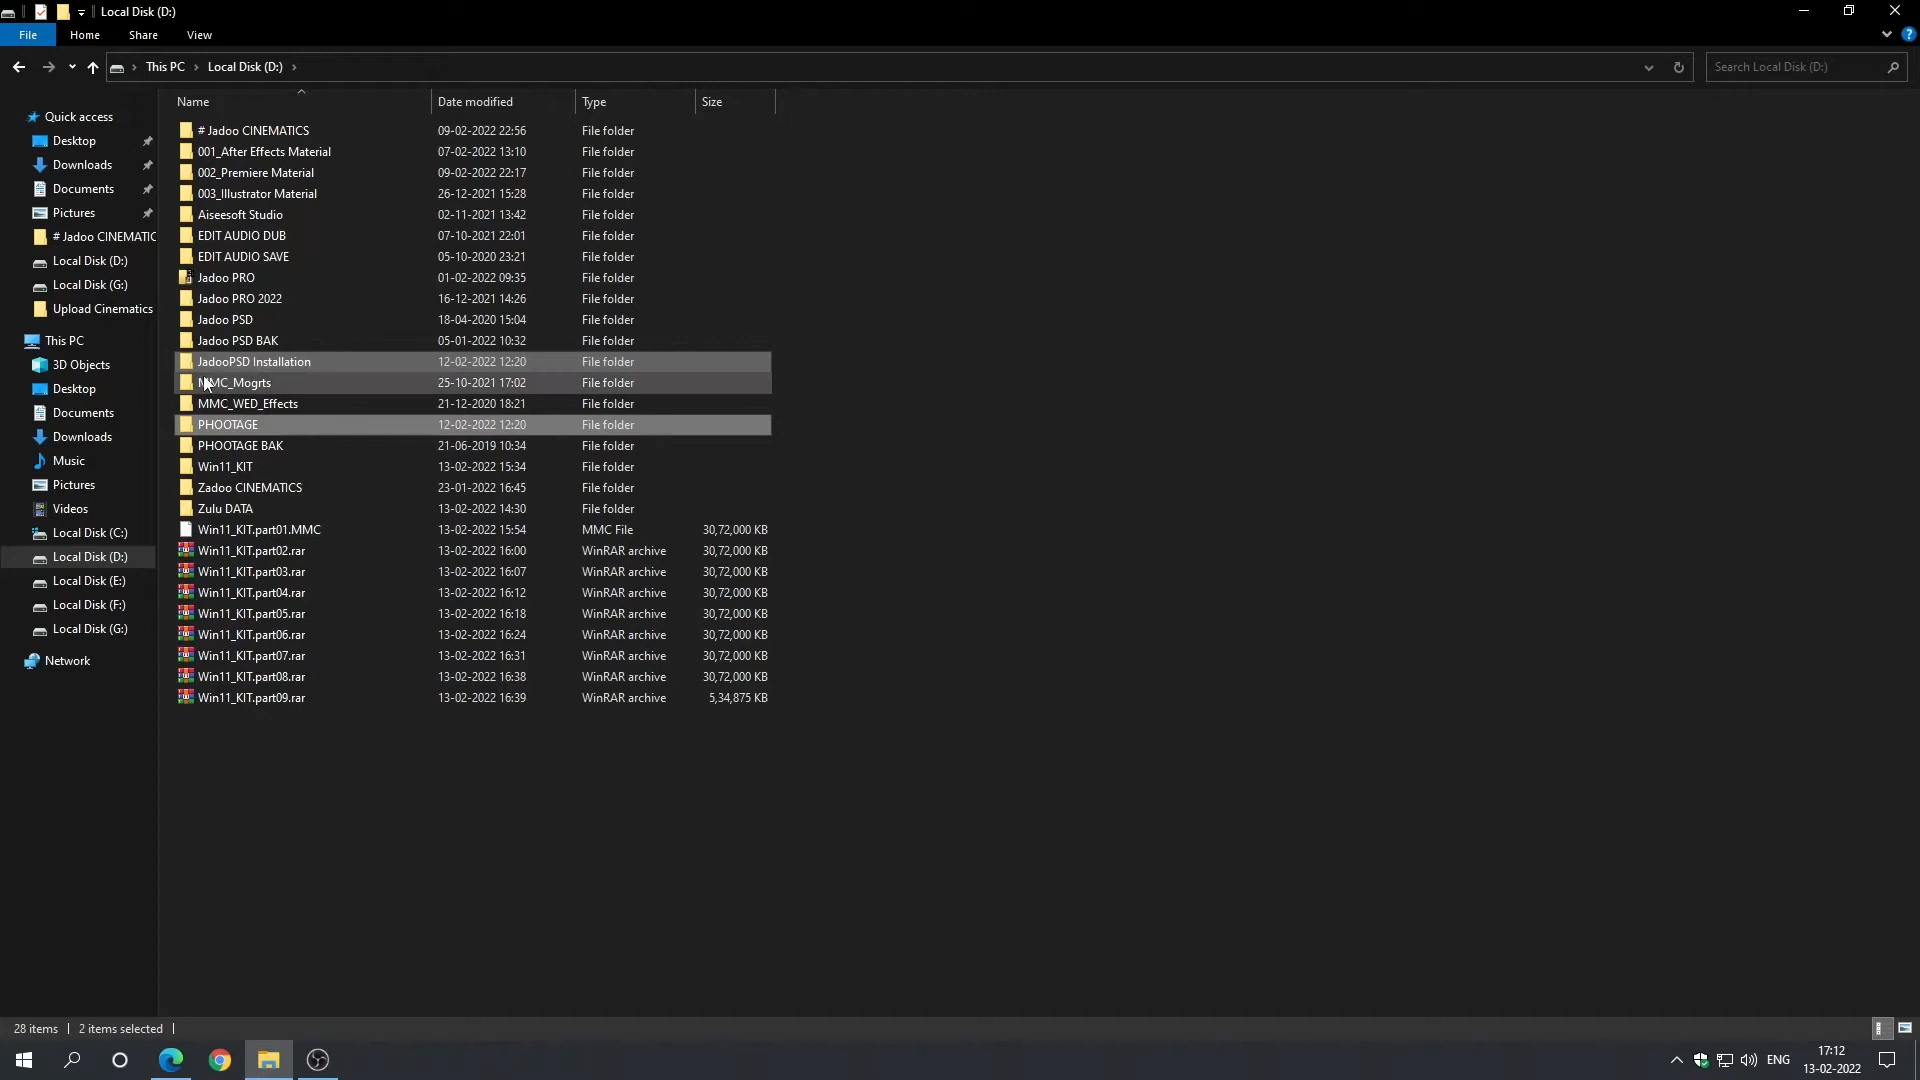 Local Disk (D:)
File Home Share View
This PC Local Disk (D:) Search Local Disk (D:)
Name Date modified Type Size
Quick access
Desktop
Downloads
Documents
Pictures
# Jadoo CINEMATIC
Local Disk (D:)
Local Disk (G:)
Upload Cinematics
This PC
3D Objects
Desktop
Documents
Downloads
Music
Pictures
Videos
Local Disk (C:)
Local Disk (D:)
Local Disk (E:)
Local Disk (F:)
Local Disk (G:)
Network
# Jadoo CINEMATICS 09-02-2022 22:56 File folder
001_After Effects Material 07-02-2022 13:10 File folder
002_Premiere Material 09-02-2022 22:17 File folder
003_Illustrator Material 26-12-2021 15:28 File folder
Aiseesoft Studio 02-11-2021 13:42 File folder
EDIT AUDIO DUB 07-10-2021 22:01 File folder
EDIT AUDIO SAVE 05-10-2020 23:21 File folder
Jadoo PRO 01-02-2022 09:35 File folder
Jadoo PRO 2022 16-12-2021 14:26 File folder
Jadoo PSD 18-04-2020 15:04 File folder
Jadoo PSD BAK 05-01-2022 10:32 File folder
JadooPSD Installation 12-02-2022 12:20 File folder
MMC_Mogrts 25-10-2021 17:02 File folder
MMC_WED_Effects 21-12-2020 18:21 File folder
PHOOTAGE 12-02-2022 12:20 File folder
PHOOTAGE BAK 21-06-2019 10:34 File folder
Win11_KIT 13-02-2022 15:34 File folder
Zadoo CINEMATICS 23-01-2022 16:45 File folder
Zulu DATA 13-02-2022 14:30 File folder
Win11_KIT.part01.MMC 13-02-2022 15:54 MMC File 30,72,000 KB
Win11_KIT.part02.rar 13-02-2022 16:00 WinRAR archive 30,72,000 KB
Win11_KIT.part03.rar 13-02-2022 16:07 WinRAR archive 30,72,000 KB
Win11_KIT.part04.rar 13-02-2022 16:12 WinRAR archive 30,72,000 KB
Win11_KIT.part05.rar 13-02-2022 16:18 WinRAR archive 30,72,000 KB
Win11_KIT.part06.rar 13-02-2022 16:24 WinRAR archive 30,72,000 KB
Win11_KIT.part07.rar 13-02-2022 16:31 WinRAR archive 30,72,000 KB
Win11_KIT.part08.rar 13-02-2022 16:38 WinRAR archive 30,72,000 KB
Win11_KIT.part09.rar 13-02-2022 16:39 WinRAR archive 5,34,875 KB
28 items 2 items selected
ENG
17:12
13-02-2022